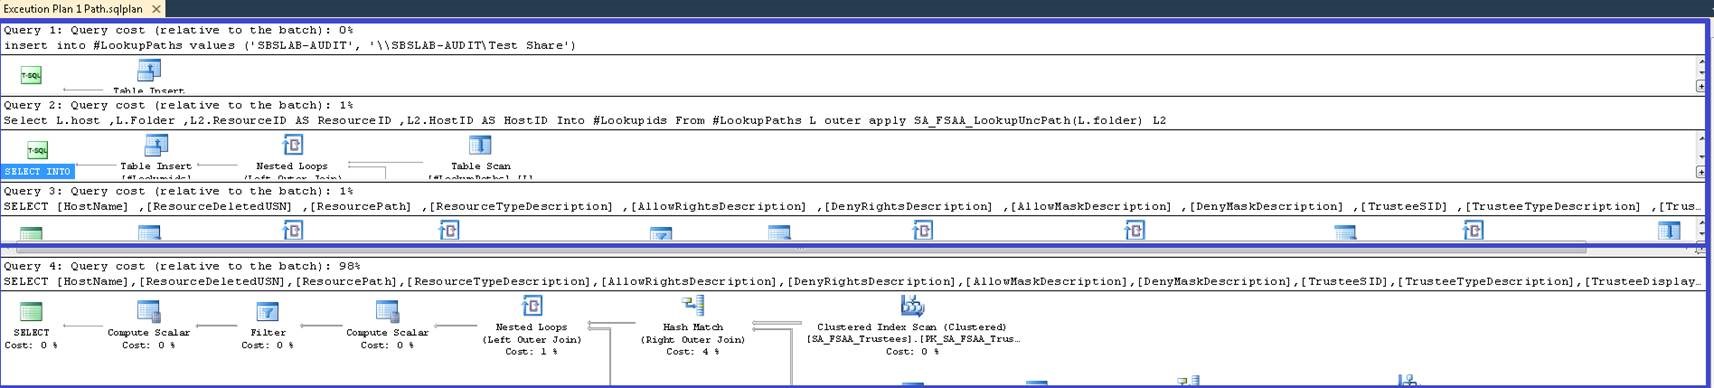 Exceution Plan 1 Path.sqlplan ×
Query 1: Query cost (relative to the batch): 0%
insert into #LookupPaths values ('SBSLAB-AUDIT', '\\SBSLAB-AUDIT\Test Share')
T-SQL
Table Insert
Query 2: Query cost (relative to the batch): 1%
Select L.host ,L.Folder ,L2.ResourceID AS ResourceID ,L2.HostID AS HostID Into #Lookupids From #LookupPaths L outer apply SA_FSAA_LookupUncPath(L.folder) L2
T-SQL
SELECT INTO
Table Insert Nested Loops Table Scan
[#Lookupids] (Left Outer Join) [#LookupPaths] [L]
Query 3: Query cost (relative to the batch): 1%
SELECT [HostName] ,[ResourceDeletedUSN] ,[ResourcePath] ,[ResourceTypeDescription] ,[AllowRightsDescription] ,[DenyRightsDescription] ,[AllowMaskDescription] ,[DenyMaskDescription] ,[TrusteeSID] ,[TrusteeTypeDescription] ,[Trus…
Query 4: Query cost (relative to the batch): 98%
SELECT [HostName],[ResourceDeletedUSN],[ResourcePath],[ResourceTypeDescription],[AllowRightsDescription],[DenyRightsDescription],[AllowMaskDescription],[DenyMaskDescription],[TrusteeSID],[TrusteeTypeDescription],[TrusteeDisplay…
SELECT
Cost: 0 %
Compute Scalar
Cost: 0 %
Filter
Cost: 0 %
Compute Scalar
Cost: 0 %
Nested Loops
(Left Outer Join)
Cost: 1 %
Hash Match
(Right Outer Join)
Cost: 4 %
Clustered Index Scan (Clustered)
[SA_FSAA_Trustees].[PK_SA_FSAA_Trus…
Cost: 0 %